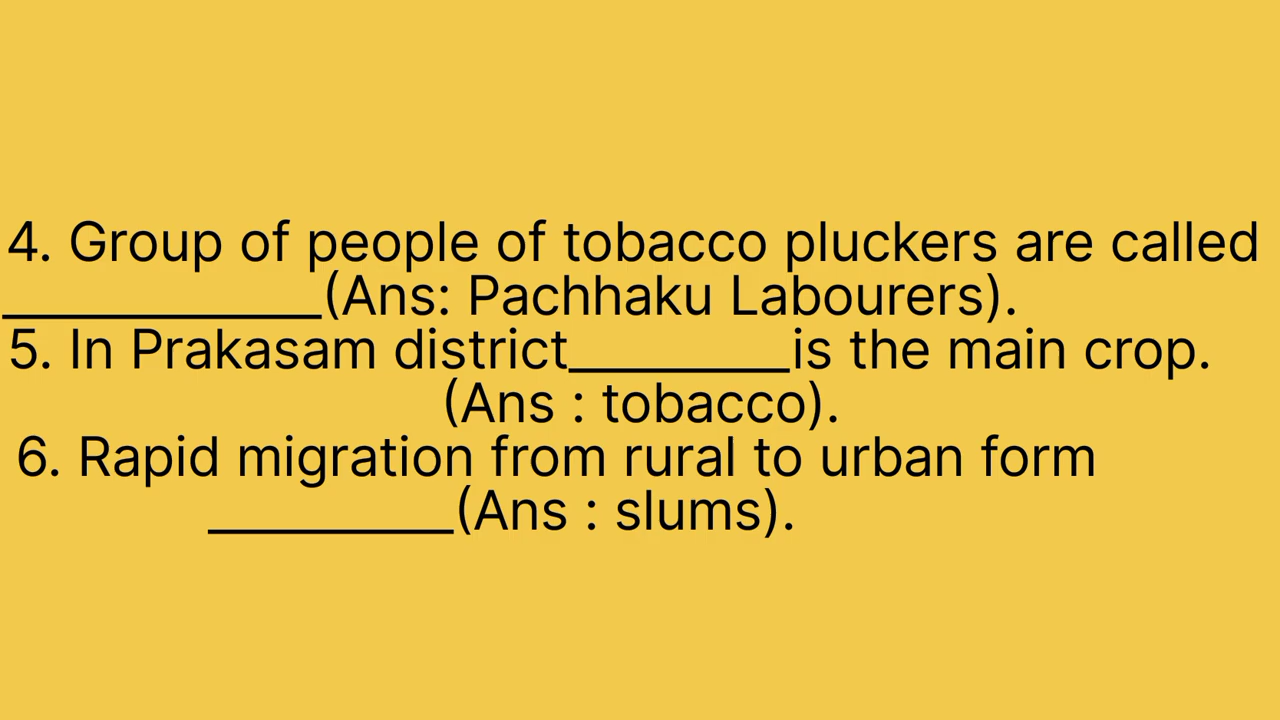 4. Group of people of tobacco pluckers are called
____________(Ans: Pachhaku Labourers).
5. In Prakasam district________is the main crop.
(Ans : tobacco).
6. Rapid migration from rural to urban form
_________(Ans : slums).